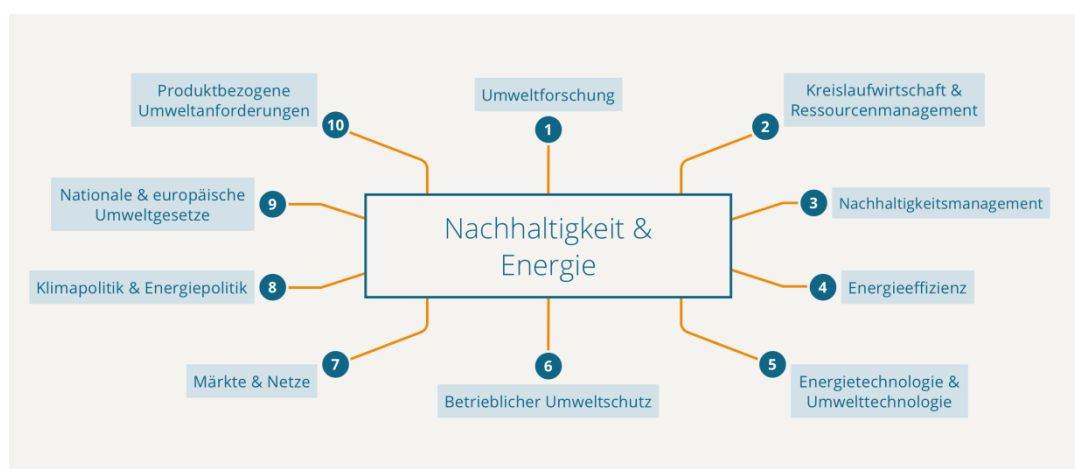 Nachhaltigkeit &
Energie
1
Umweltforschung
2
Kreislaufwirtschaft &
Ressourcenmanagement
3
Nachhaltigkeitsmanagement
4
Energieeffizienz
5
Energietechnologie &
Umwelttechnologie
6
Betrieblicher Umweltschutz
7
Märkte & Netze
8
Klimapolitik & Energiepolitik
9
Nationale & europäische
Umweltgesetze
10
Produktbezogene
Umweltanforderungen